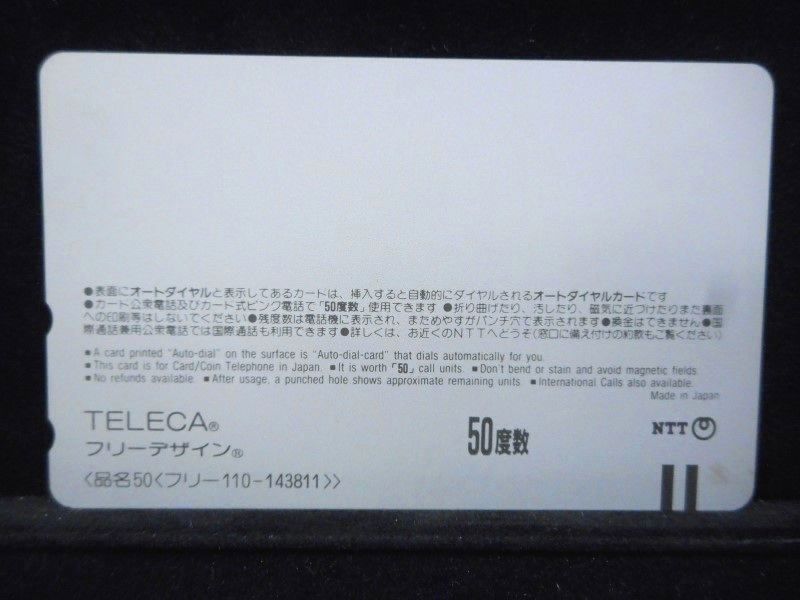 ●表面にオートダイヤルと表示してあるカードは、挿入すると自動的にダイヤルされるオートダイヤルカードです
●カード公衆電話及びカード式ピンク電話で「50度数」使用できます ●折り曲げたり、汚したり、磁気に近づけたりまた裏面
への印刷等はしないでください ●残度数は電話機に表示され、まためやすがパンチ穴で表示されます ●換金はできません ●国
際通話兼用公衆電話では国際通話も利用できます ●詳しくは、お近くのNTTへどうぞ(窓口に備え付けの約款もご覧ください)
■A card printed "Auto-dial" on the surface is "Auto-dial-card" that dials automatically for you.
■This card is for Card/Coin Telephone in Japan. ■It is worth「50」call units. ■Don't bend or stain and avoid magnetic fields.
■No refunds available. ■After usage, a punched hole shows approximate remaining units. ■International Calls also available.
Made in Japan
TELECA®
フリーデザイン®
50度数
NTT
〈品名50〈フリー110-143811〉〉